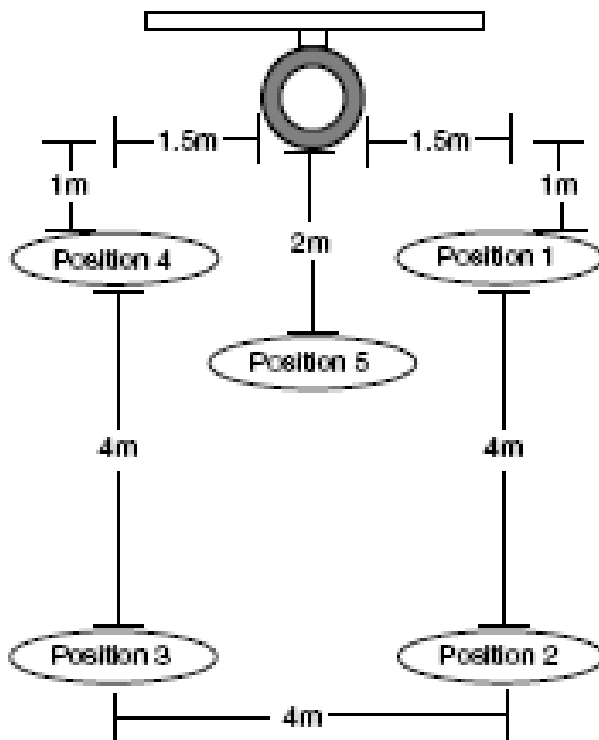 1.5m
1.5m
1m
1m
2m
Position 4
Position 1
Position 5
4m
4m
Position 3
Position 2
4m